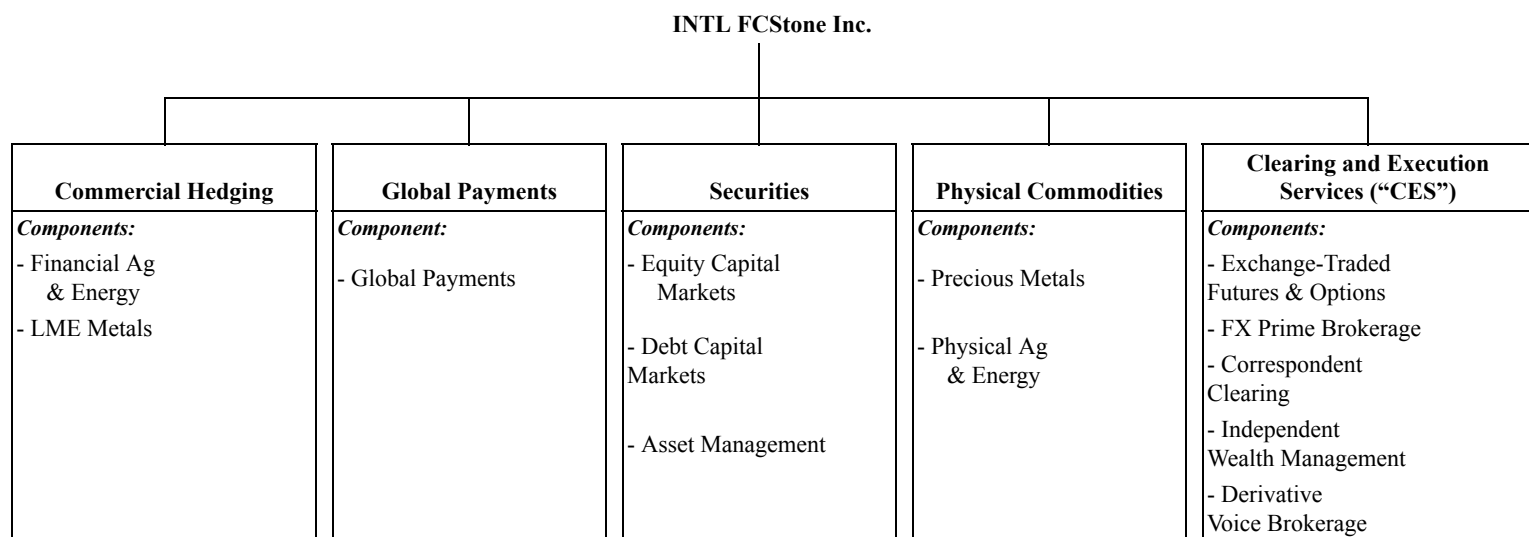 INTL FCStone Inc.
Commercial Hedging
Components:
- Financial Ag
& Energy
- LME Metals
Global Payments
Component:
- Global Payments
Securities
Components:
- Equity Capital
Markets
- Debt Capital
Markets
- Asset Management
Physical Commodities
Components:
- Precious Metals
- Physical Ag
& Energy
Clearing and Execution
Services (“CES”)
Components:
- Exchange-Traded
Futures & Options
- FX Prime Brokerage
- Correspondent
Clearing
- Independent
Wealth Management
- Derivative
Voice Brokerage